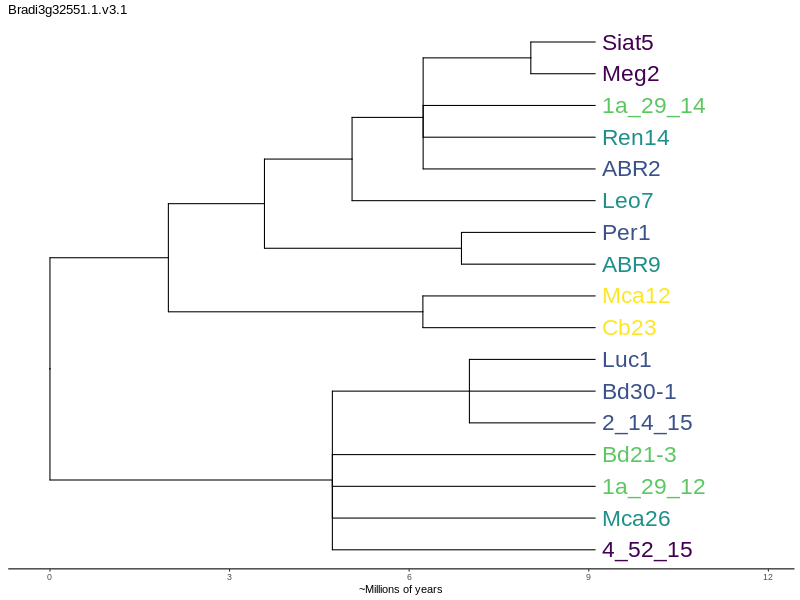 Bradi3g32551.1.v3.1
Siat5
Meg2
1a_29_14
Ren14
ABR2
Leo7
Per1
ABR9
Mca12
Cb23
Luc1
Bd30-1
2_14_15
Bd21-3
1a_29_12
Mca26
4_52_15
0 3 6 9 12
~Millions of years